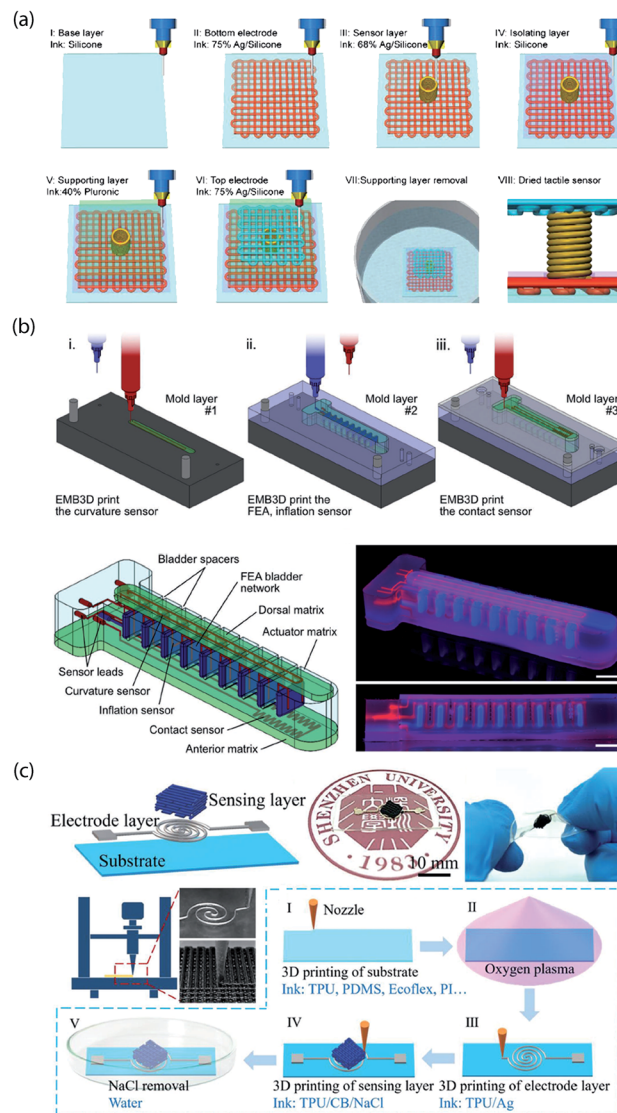 (a)
I: Base layer
Ink: Silicone
II: Bottom electrode
Ink: 75% Ag/Silicone
III: Sensor layer
Ink: 68% Ag/Silicone
IV: Isolating layer
Ink: Silicone
V: Supporting layer
Ink:40% Pluronic
VI: Top electrode
Ink: 75% Ag/Silicone
VII:Supporting layer removal
VIII: Dried tactile sensor
(b)
i.
Mold layer
#1
EMB3D print
the curvature sensor
ii.
Mold layer
#2
EMB3D print the
FEA, inflation sensor
iii.
Mold layer
#3
EMB3D print
the contact sensor
Bladder spacers
FEA bladder
network
Dorsal matrix
Actuator matrix
Sensor leads
Curvature sensor
Inflation sensor
Contact sensor
Anterior matrix
(c)
Sensing layer
Electrode layer
Substrate
SHENZHEN UNIVERSITY
1983
10 mm
I
Nozzle
3D printing of substrate
Ink: TPU, PDMS, Ecoflex, PI...
II
Oxygen plasma
V
NaCl removal
Water
IV
3D printing of sensing layer
Ink: TPU/CB/NaCl
III
3D printing of electrode layer
Ink: TPU/Ag